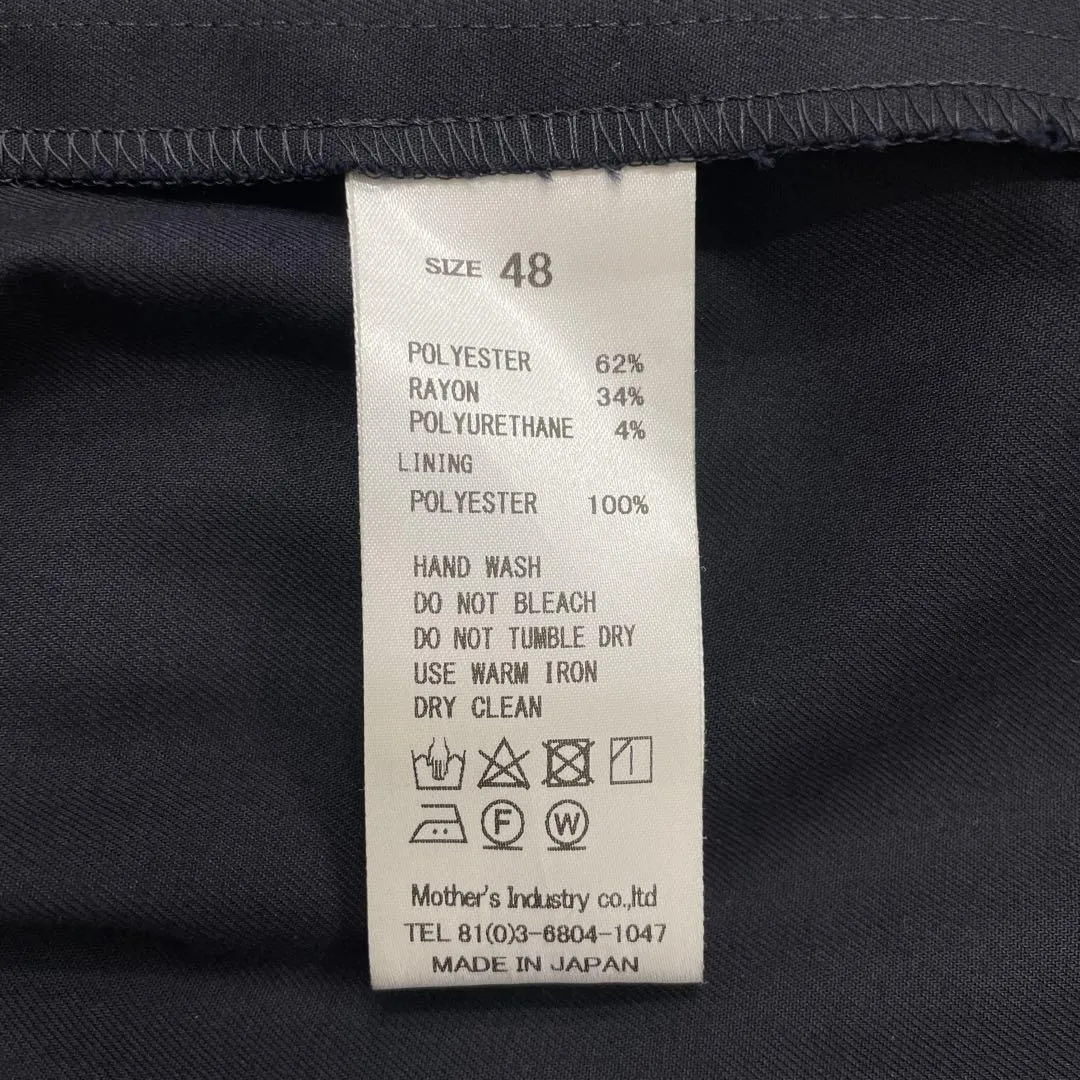 SIZE 48
POLYESTER 62%
RAYON 34%
POLYURETHANE 4%
LINING
POLYESTER 100%
HAND WASH
DO NOT BLEACH
DO NOT TUMBLE DRY
USE WARM IRON
DRY CLEAN
F W
Mother's Industry co.,ltd
TEL 81(0)3-6804-1047
MADE IN JAPAN